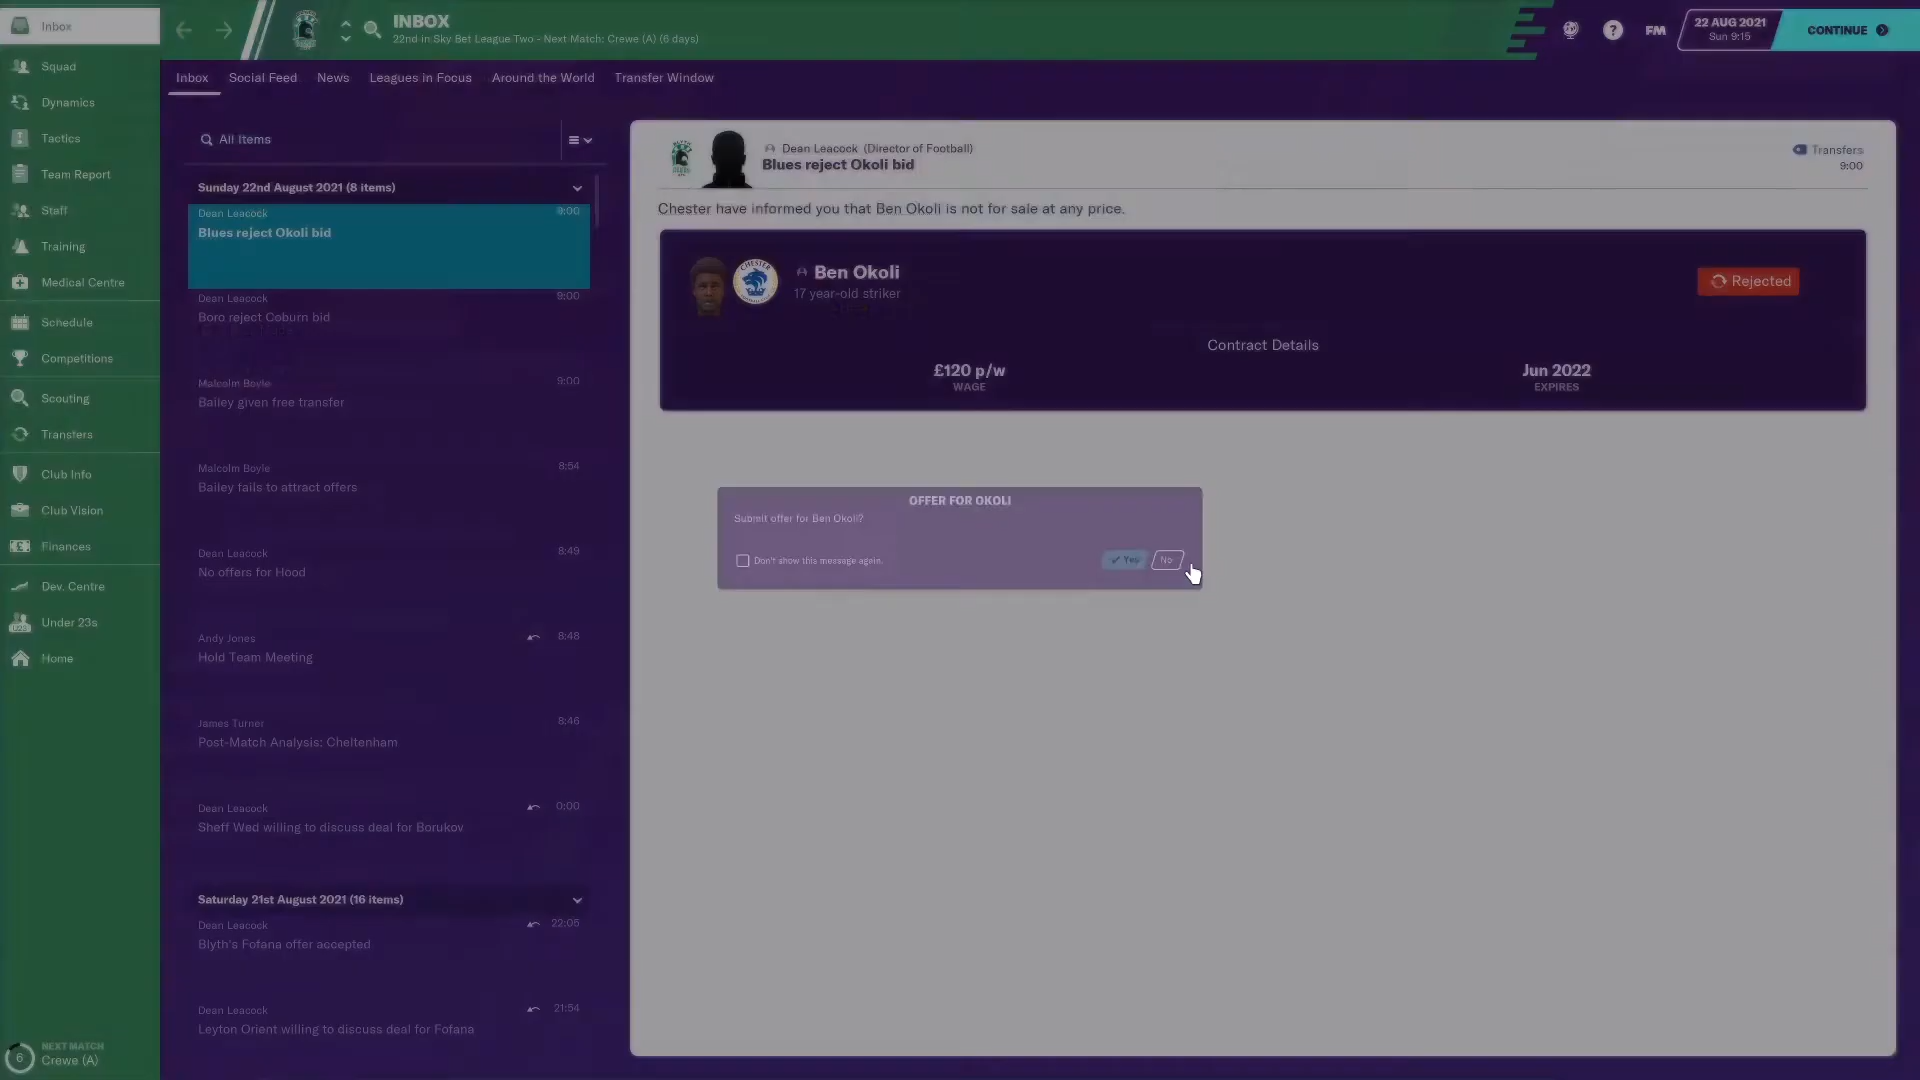 Inbox
Squad
Dynamics
Tactics
Team Report
Staff
Training
Medical Centre
Schedule
Competitions
Scouting
Transfers
Club Info
Club Vision
Finances
Dev. Centre
Under 23s
Home
6
NEXT MATCH
Crewe (A)
INBOX
22nd in Sky Bet League Two - Next Match: Crewe (A) (6 days)
?
FM
22 AUG 2021
Sun 9:15
CONTINUE
Inbox Social Feed News Leagues in Focus Around the World Transfer Window
All Items
Sunday 22nd August 2021 (8 items)
Dean Leacock 9:00
Blues reject Okoli bid
Dean Leacock 9:00
Boro reject Coburn bid
Malcolm Boyle 9:00
Bailey given free transfer
Malcolm Boyle 8:54
Bailey fails to attract offers
Dean Leacock 8:49
No offers for Hood
Andy Jones 8:48
Hold Team Meeting
James Turner 8:46
Post-Match Analysis: Cheltenham
Dean Leacock 0:00
Sheff Wed willing to discuss deal for Borukov
Saturday 21st August 2021 (16 items)
Dean Leacock 22:05
Blyth's Fofana offer accepted
Dean Leacock 21:54
Leyton Orient willing to discuss deal for Fofana
Dean Leacock (Director of Football)
Blues reject Okoli bid
Transfers
9:00
Chester have informed you that Ben Okoli is not for sale at any price.
CHESTER
Ben Okoli
17 year-old striker
Rejected
Contract Details
£120 p/w
WAGE
Jun 2022
EXPIRES
OFFER FOR OKOLI
Submit offer for Ben Okoli?
Don't show this message again.
Yes
No